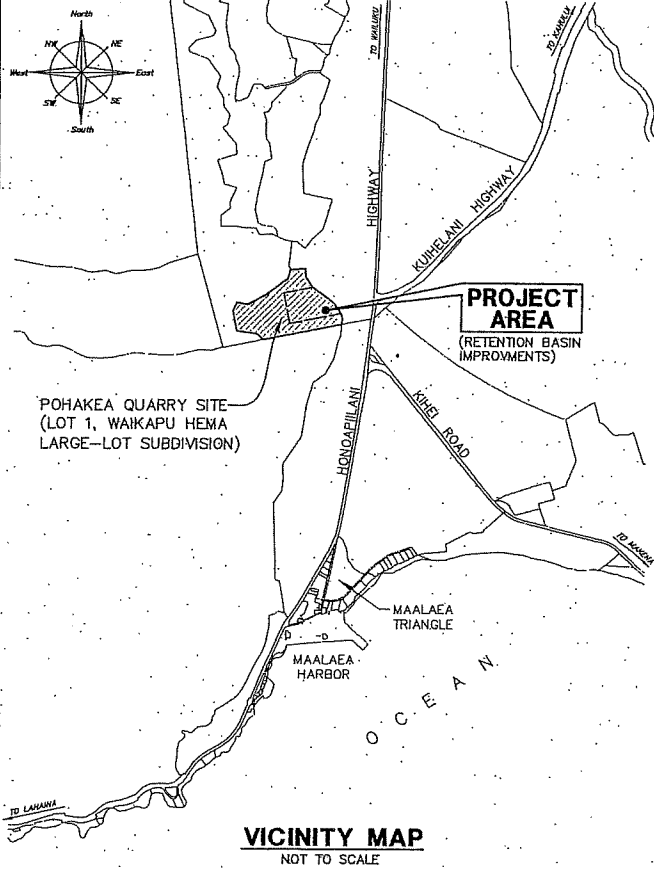 North
NW
NE
West
East
SW
SE
South
TO WAILUKU
TO KAHULUI
HONOAPIILANI HIGHWAY
KUIHELANI HIGHWAY
PROJECT
AREA
(RETENTION BASIN
IMPROVMENTS)
POHAKEA QUARRY SITE
(LOT 1, WAIKAPU HEMA
LARGE-LOT SUBDIVISION)
KIHEI ROAD
TO MAKENA
MAALAEA
TRIANGLE
MAALAEA
HARBOR
OCEAN
TO LAHAINA
VICINITY MAP
NOT TO SCALE